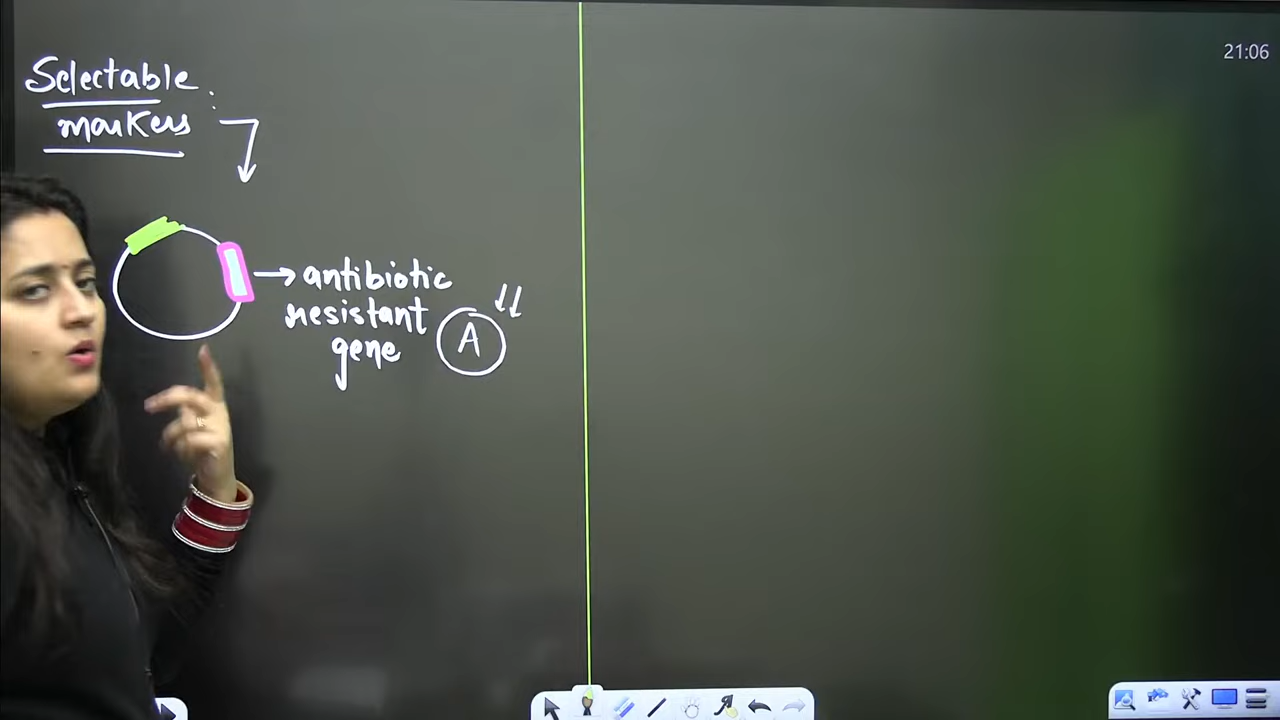 Selectable
markers
antibiotic
resistant
gene
A
21:06